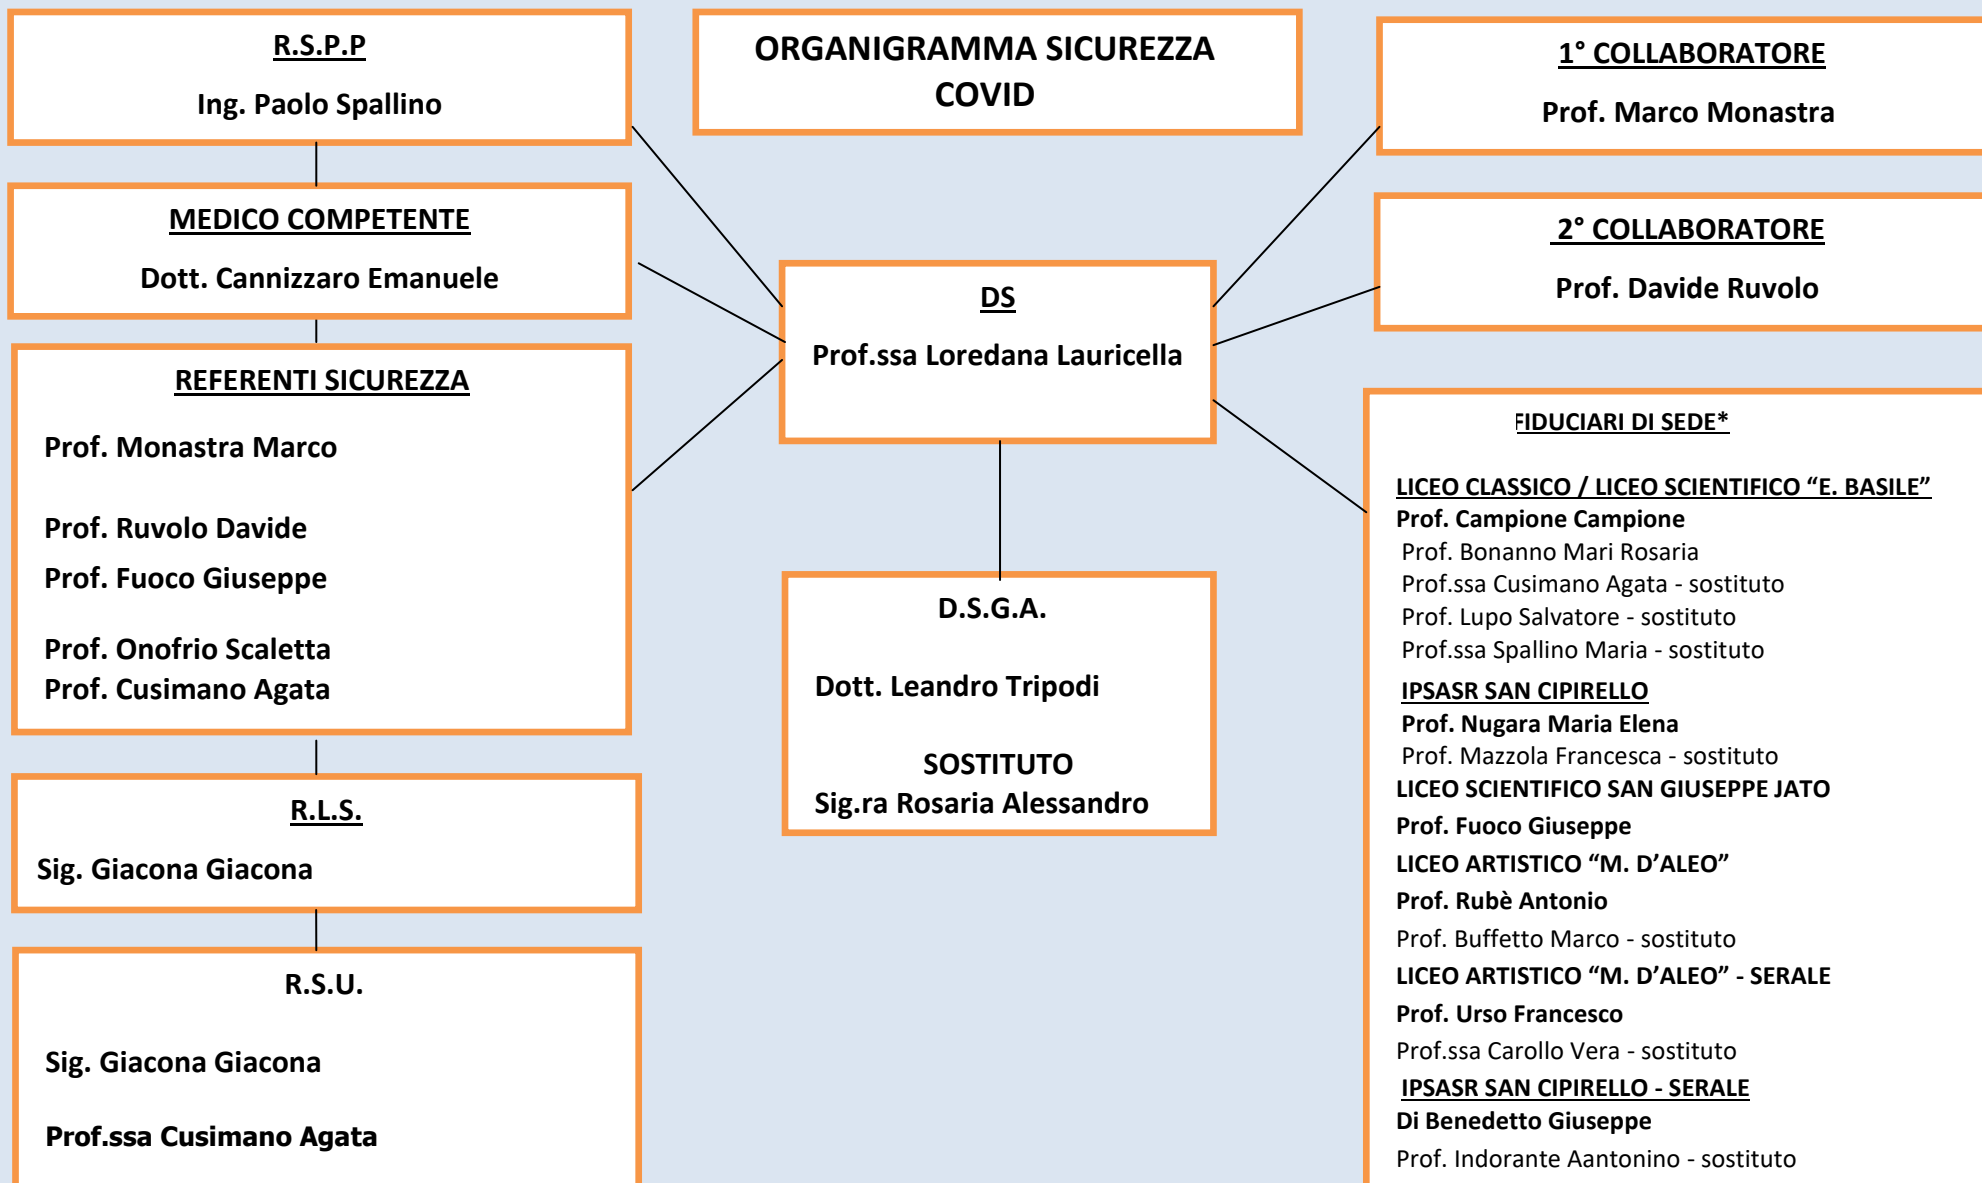 R.S.P.P
Ing. Paolo Spallino
MEDICO COMPETENTE
Dott. Cannizzaro Emanuele
REFERENTI SICUREZZA
Prof. Monastra Marco
Prof. Ruvolo Davide
Prof. Fuoco Giuseppe
Prof. Onofrio Scaletta
Prof. Cusimano Agata
R.L.S.
Sig. Giacona Giacona
R.S.U.
Sig. Giacona Giacona
Prof.ssa Cusimano Agata
ORGANIGRAMMA SICUREZZA
COVID
DS
Prof.ssa Loredana Lauricella
D.S.G.A.
Dott. Leandro Tripodi
SOSTITUTO
Sig.ra Rosaria Alessandro
1° COLLABORATORE
Prof. Marco Monastra
2° COLLABORATORE
Prof. Davide Ruvolo
FIDUCIARI DI SEDE*
LICEO CLASSICO / LICEO SCIENTIFICO “E. BASILE”
Prof. Campione Campione
Prof. Bonanno Mari Rosaria
Prof.ssa Cusimano Agata - sostituto
Prof. Lupo Salvatore - sostituto
Prof.ssa Spallino Maria - sostituto
IPSASR SAN CIPIRELLO
Prof. Nugara Maria Elena
Prof. Mazzola Francesca - sostituto
LICEO SCIENTIFICO SAN GIUSEPPE JATO
Prof. Fuoco Giuseppe
LICEO ARTISTICO “M. D’ALEO”
Prof. Rubè Antonio
Prof. Buffetto Marco - sostituto
LICEO ARTISTICO “M. D’ALEO” - SERALE
Prof. Urso Francesco
Prof.ssa Carollo Vera - sostituto
IPSASR SAN CIPIRELLO - SERALE
Di Benedetto Giuseppe
Prof. Indorante Aantonino - sostituto